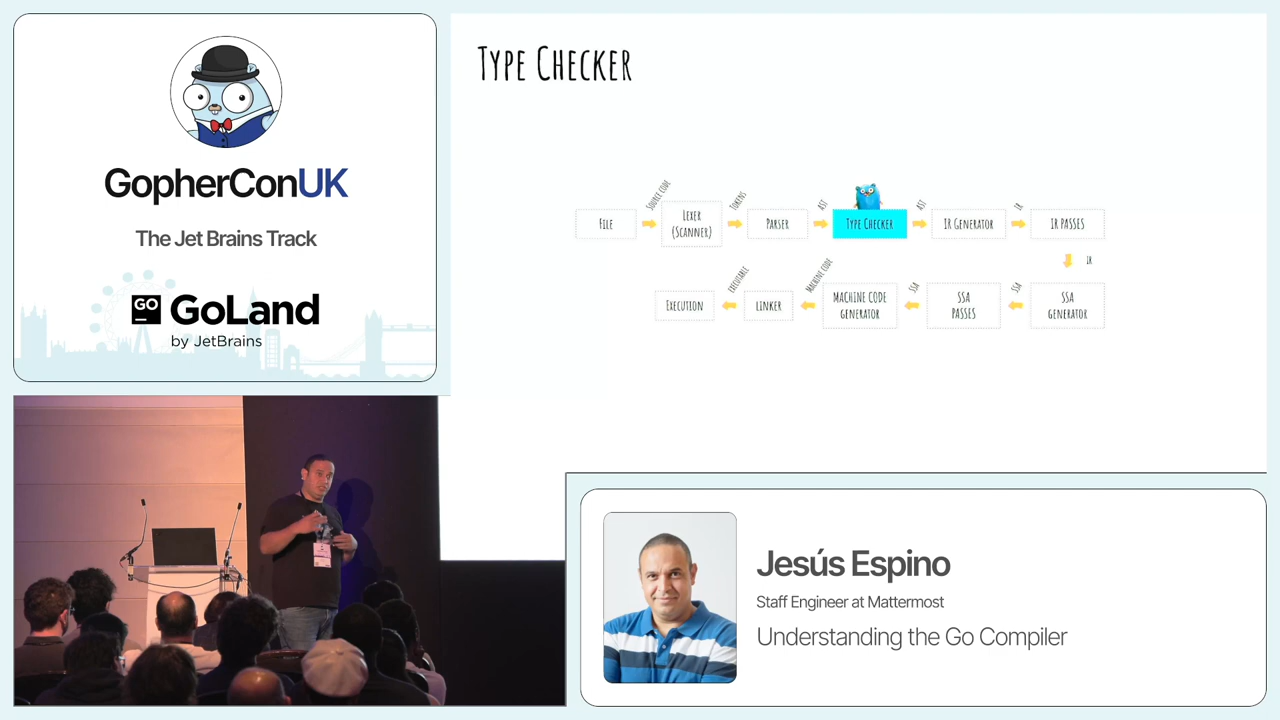 GopherConUK
The Jet Brains Track
GO
GoLand
by JetBrains
TYPE CHECKER
FILE
SOURCE CODE
LEXER
(SCANNER)
TOKENS
PARSER
AST
TYPE CHECKER
AST
IR GENERATOR
IR
IR PASSES
IR
SSA
GENERATOR
SSA
SSA
PASSES
SSA
MACHINE CODE
GENERATOR
MACHINE CODE
LINKER
EXECUTABLE
EXECUTION
Jesús Espino
Staff Engineer at Mattermost
Understanding the Go Compiler